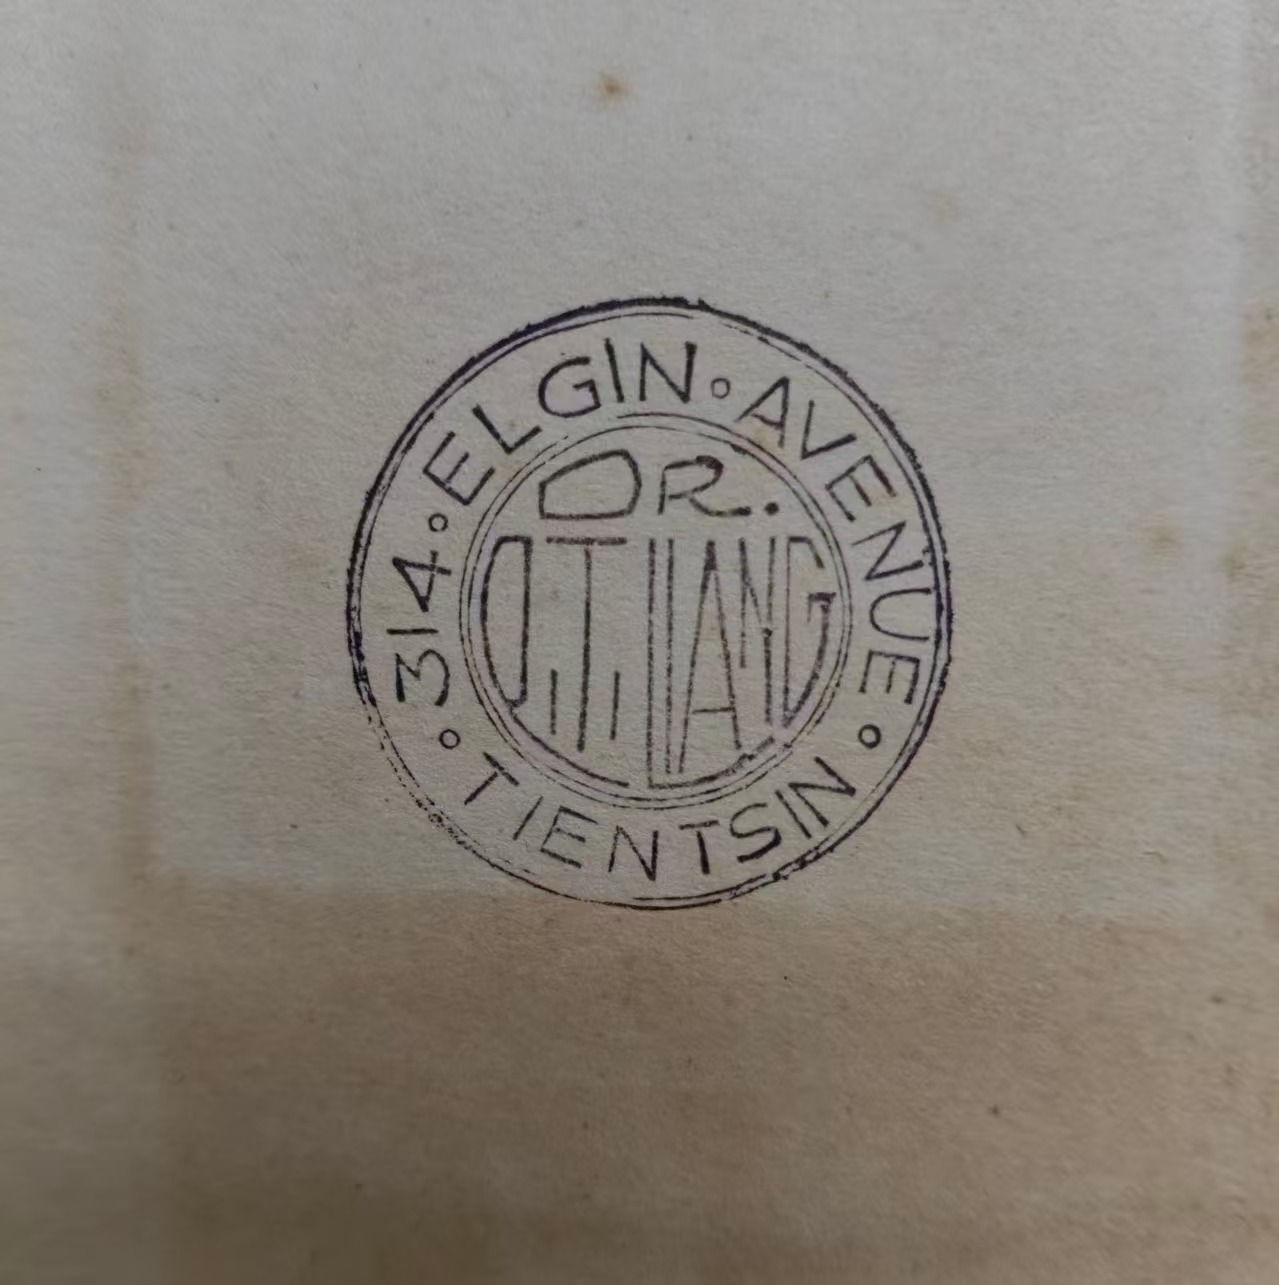 314 ∘ ELGIN ∘ AVENUE ∘ TIENTSIN ∘
DR.
P.T. LIANG